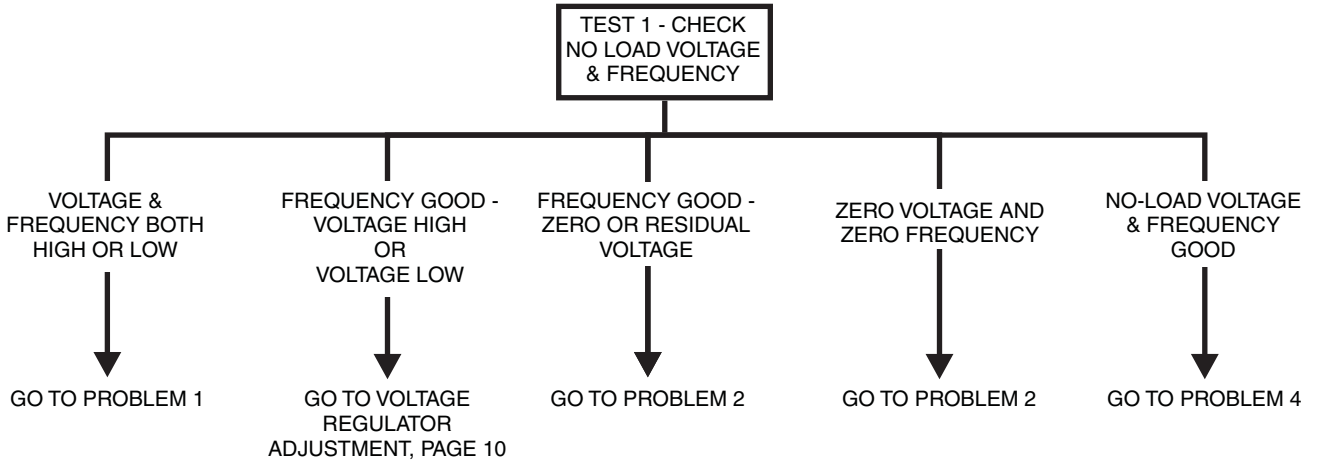 TEST 1 - CHECK
NO LOAD VOLTAGE
& FREQUENCY
VOLTAGE &
FREQUENCY BOTH
HIGH OR LOW
FREQUENCY GOOD -
VOLTAGE HIGH
OR
VOLTAGE LOW
FREQUENCY GOOD -
ZERO OR RESIDUAL
VOLTAGE
ZERO VOLTAGE AND
ZERO FREQUENCY
NO-LOAD VOLTAGE
& FREQUENCY
GOOD
GO TO PROBLEM 1
GO TO VOLTAGE
REGULATOR
ADJUSTMENT, PAGE 10
GO TO PROBLEM 2
GO TO PROBLEM 2
GO TO PROBLEM 4